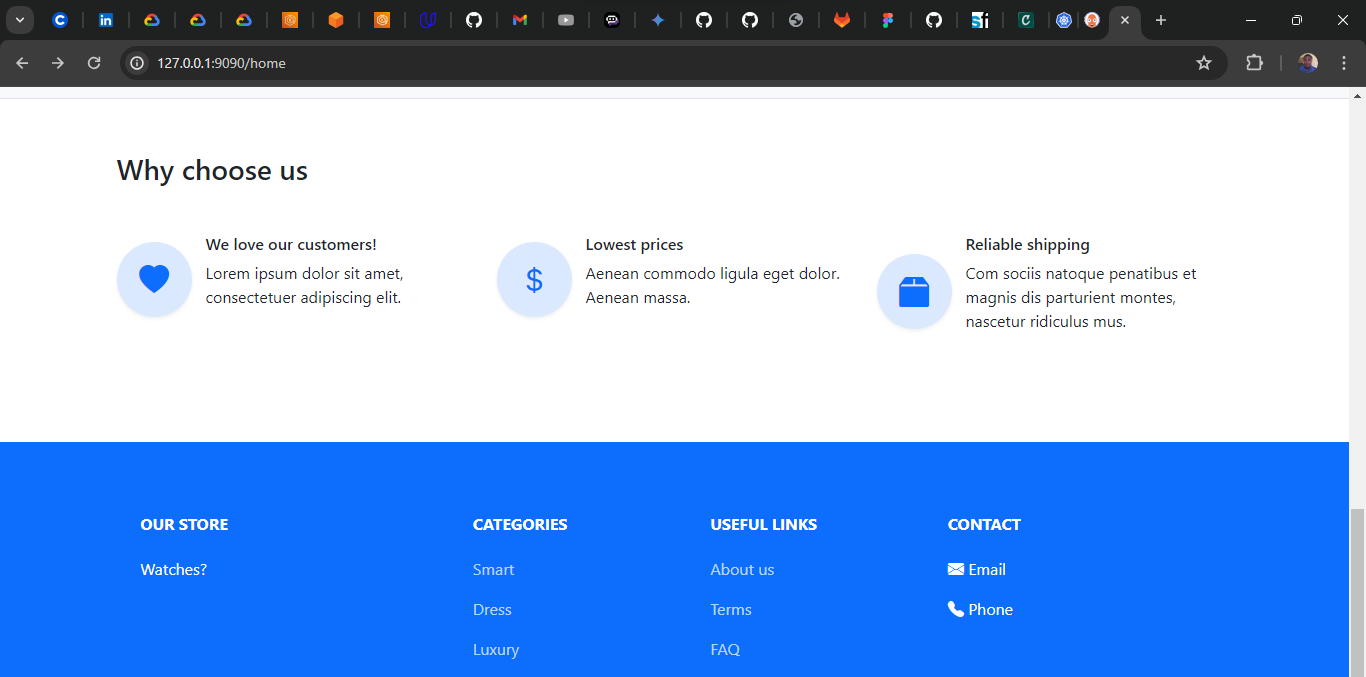 127.0.0.1:9090/home
Why choose us
We love our customers!
Lorem ipsum dolor sit amet,
consectetuer adipiscing elit.
Lowest prices
Aenean commodo ligula eget dolor.
Aenean massa.
Reliable shipping
Com sociis natoque penatibus et
magnis dis parturient montes,
nascetur ridiculus mus.
OUR STORE
Watches?
CATEGORIES
Smart
Dress
Luxury
USEFUL LINKS
About us
Terms
FAQ
CONTACT
Email
Phone